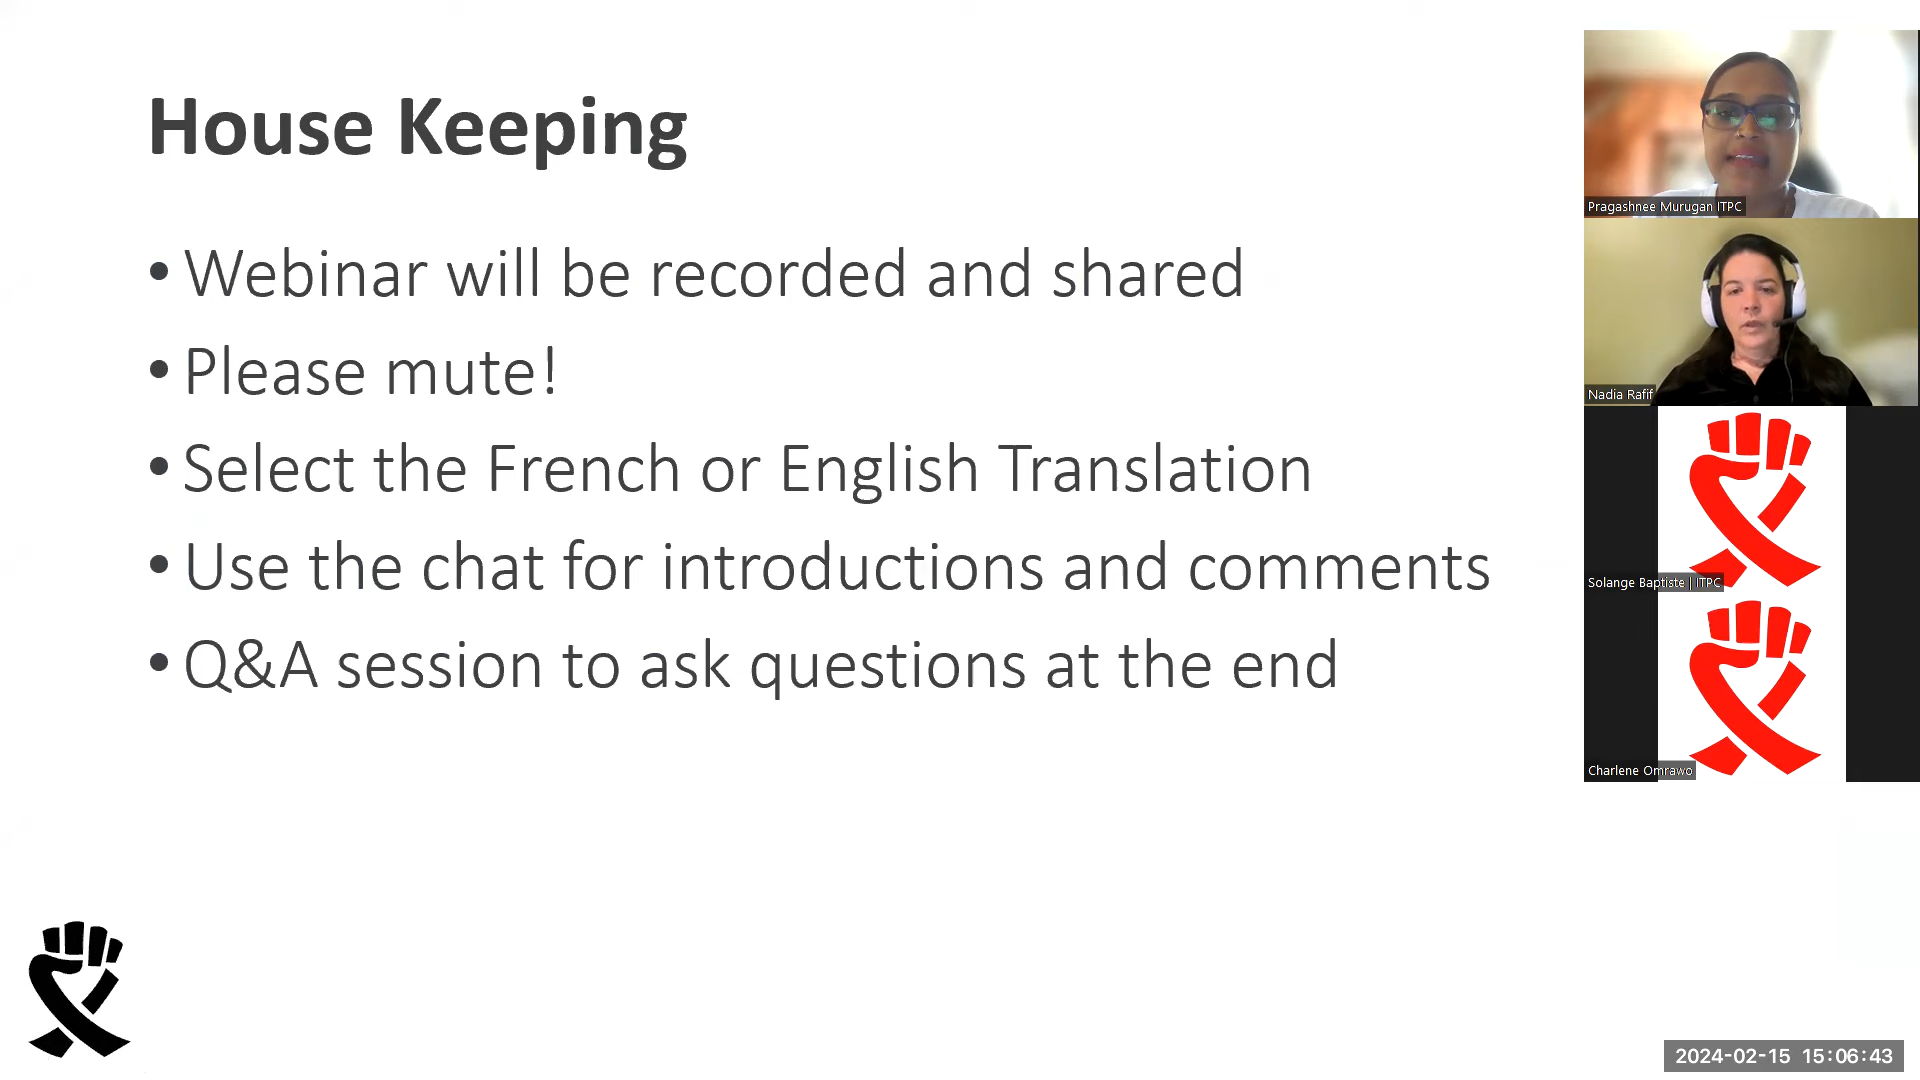 House Keeping
• Webinar will be recorded and shared
• Please mute!
• Select the French or English Translation
• Use the chat for introductions and comments
• Q&A session to ask questions at the end
Pragashnee Murugan ITPC
Nadia Rafif
Solange Baptiste | ITPC
Charlene Omrawo
2024-02-15 15:06:43